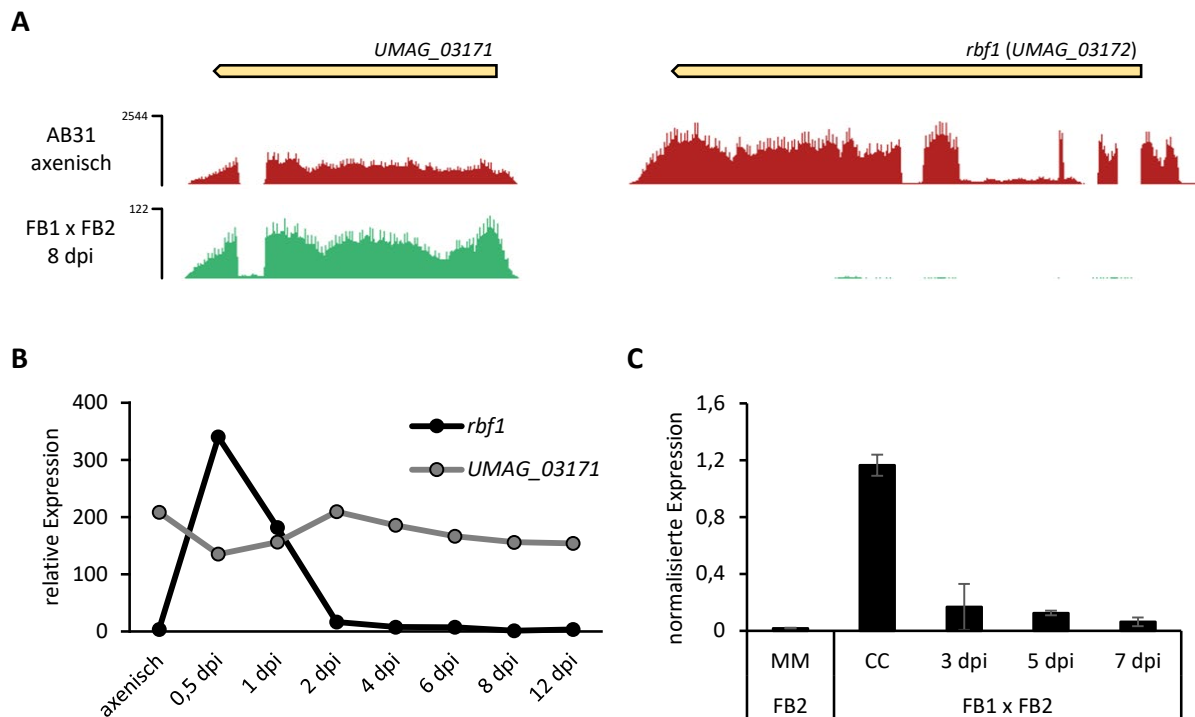 A
UMAG_03171
rbf1 (UMAG_03172)
AB31
axenisch
2544
FB1 x FB2
8 dpi
122
B
relative Expression
400
300
200
100
0
rbf1
UMAG_03171
axenisch
0,5 dpi
1 dpi
2 dpi
4 dpi
6 dpi
8 dpi
12 dpi
C
normalisierte Expression
1,6
1,2
0,8
0,4
0
MM
CC
3 dpi
5 dpi
7 dpi
FB2
FB1 x FB2